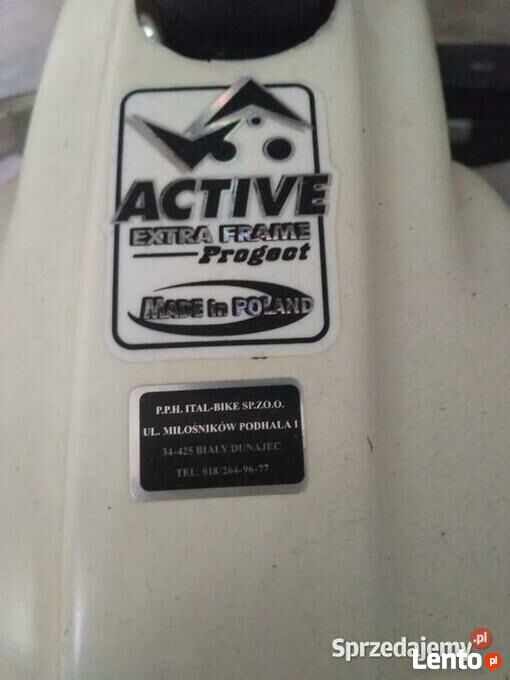 ACTIVE
EXTRA FRAME
Progect
MADE in POLAND
P.P.H. ITAL-BIKE SP.ZO.O.
UL. MIŁOŚNIKÓW PODHALA 1
34-425 BIAŁY DUNAJEC
TEL. 018/264-96-77
Sprzedajemy.pl
Lento.pl